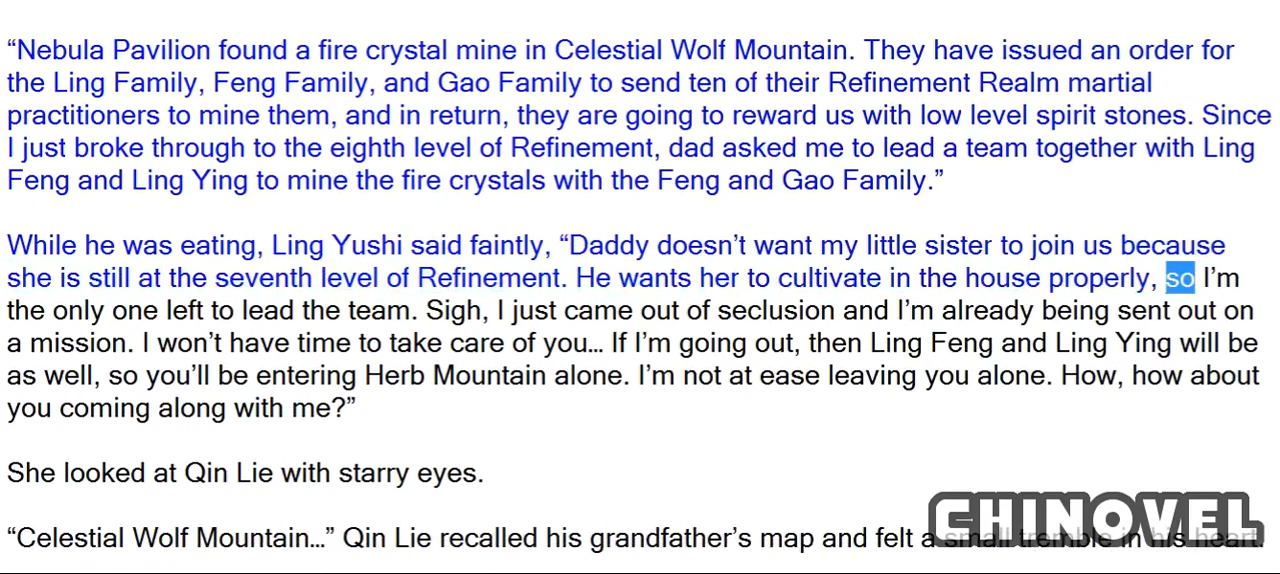 “Nebula Pavilion found a fire crystal mine in Celestial Wolf Mountain. They have issued an order for
the Ling Family, Feng Family, and Gao Family to send ten of their Refinement Realm martial
practitioners to mine them, and in return, they are going to reward us with low level spirit stones. Since
I just broke through to the eighth level of Refinement, dad asked me to lead a team together with Ling
Feng and Ling Ying to mine the fire crystals with the Feng and Gao Family.”
While he was eating, Ling Yushi said faintly, “Daddy doesn’t want my little sister to join us because
she is still at the seventh level of Refinement. He wants her to cultivate in the house properly, so I’m
the only one left to lead the team. Sigh, I just came out of seclusion and I’m already being sent out on
a mission. I won’t have time to take care of you… If I’m going out, then Ling Feng and Ling Ying will be
as well, so you’ll be entering Herb Mountain alone. I’m not at ease leaving you alone. How, how about
you coming along with me?”
She looked at Qin Lie with starry eyes.
“Celestial Wolf Mountain…” Qin Lie recalled his grandfather’s map and felt a small tremble in his heart.
CHINOVEL